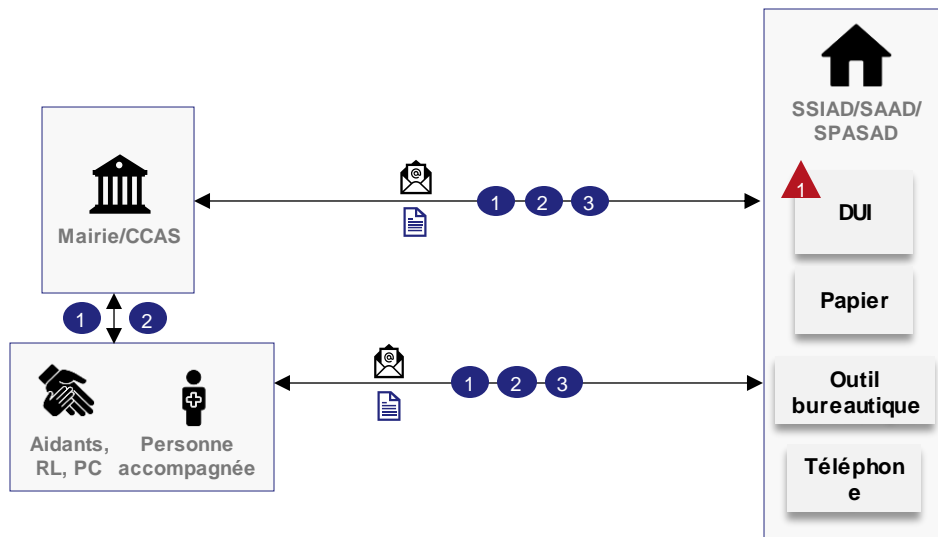 SSIAD/SAAD/
SPASAD
1
DUI
Papier
Outil
bureautique
Téléphon
e
Mairie/CCAS
@
1 2 3
1 2
@
1 2 3
Aidants,
RL, PC
Personne
accompagnée